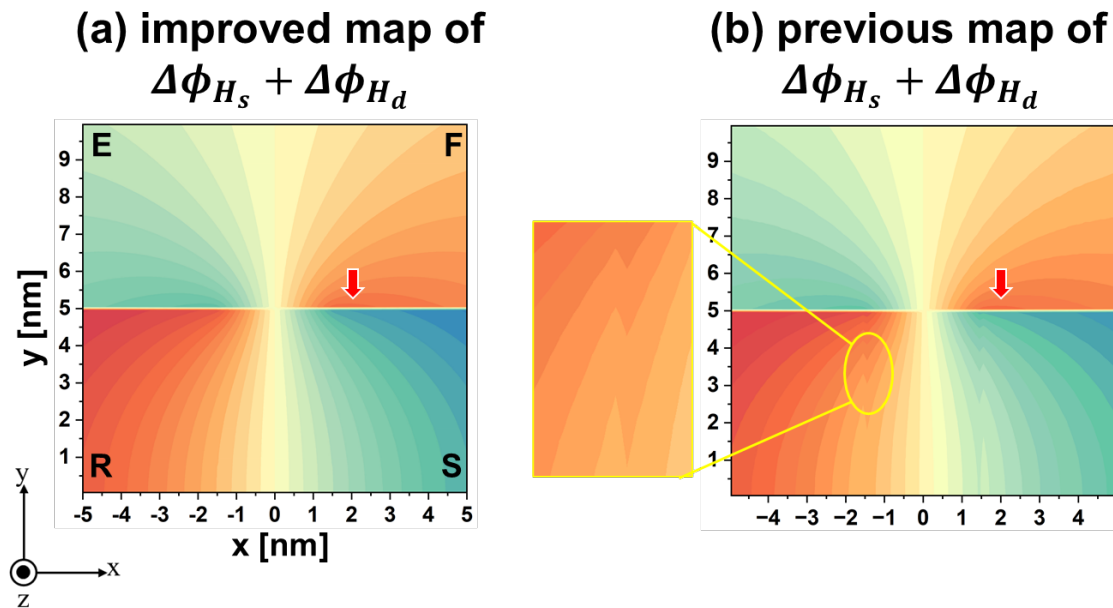 (a) improved map of
Δϕ_{H_s} + Δϕ_{H_d}
(b) previous map of
Δϕ_{H_s} + Δϕ_{H_d}
E
F
R
S
y [nm]
9
8
7
6
5
4
3
2
1
-5 -4 -3 -2 -1 0 1 2 3 4 5
x [nm]
9
8
7
6
5
4
3
2
1
−4 −3 −2 −1 0 1 2 3 4
y
x
z